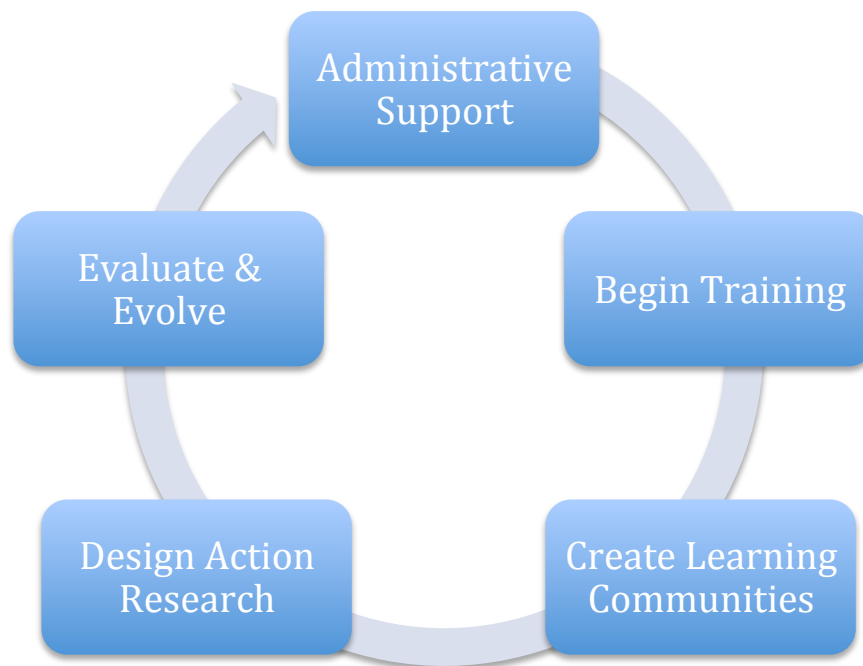 Administrative
Support
Begin Training
Create Learning
Communities
Design Action
Research
Evaluate &
Evolve